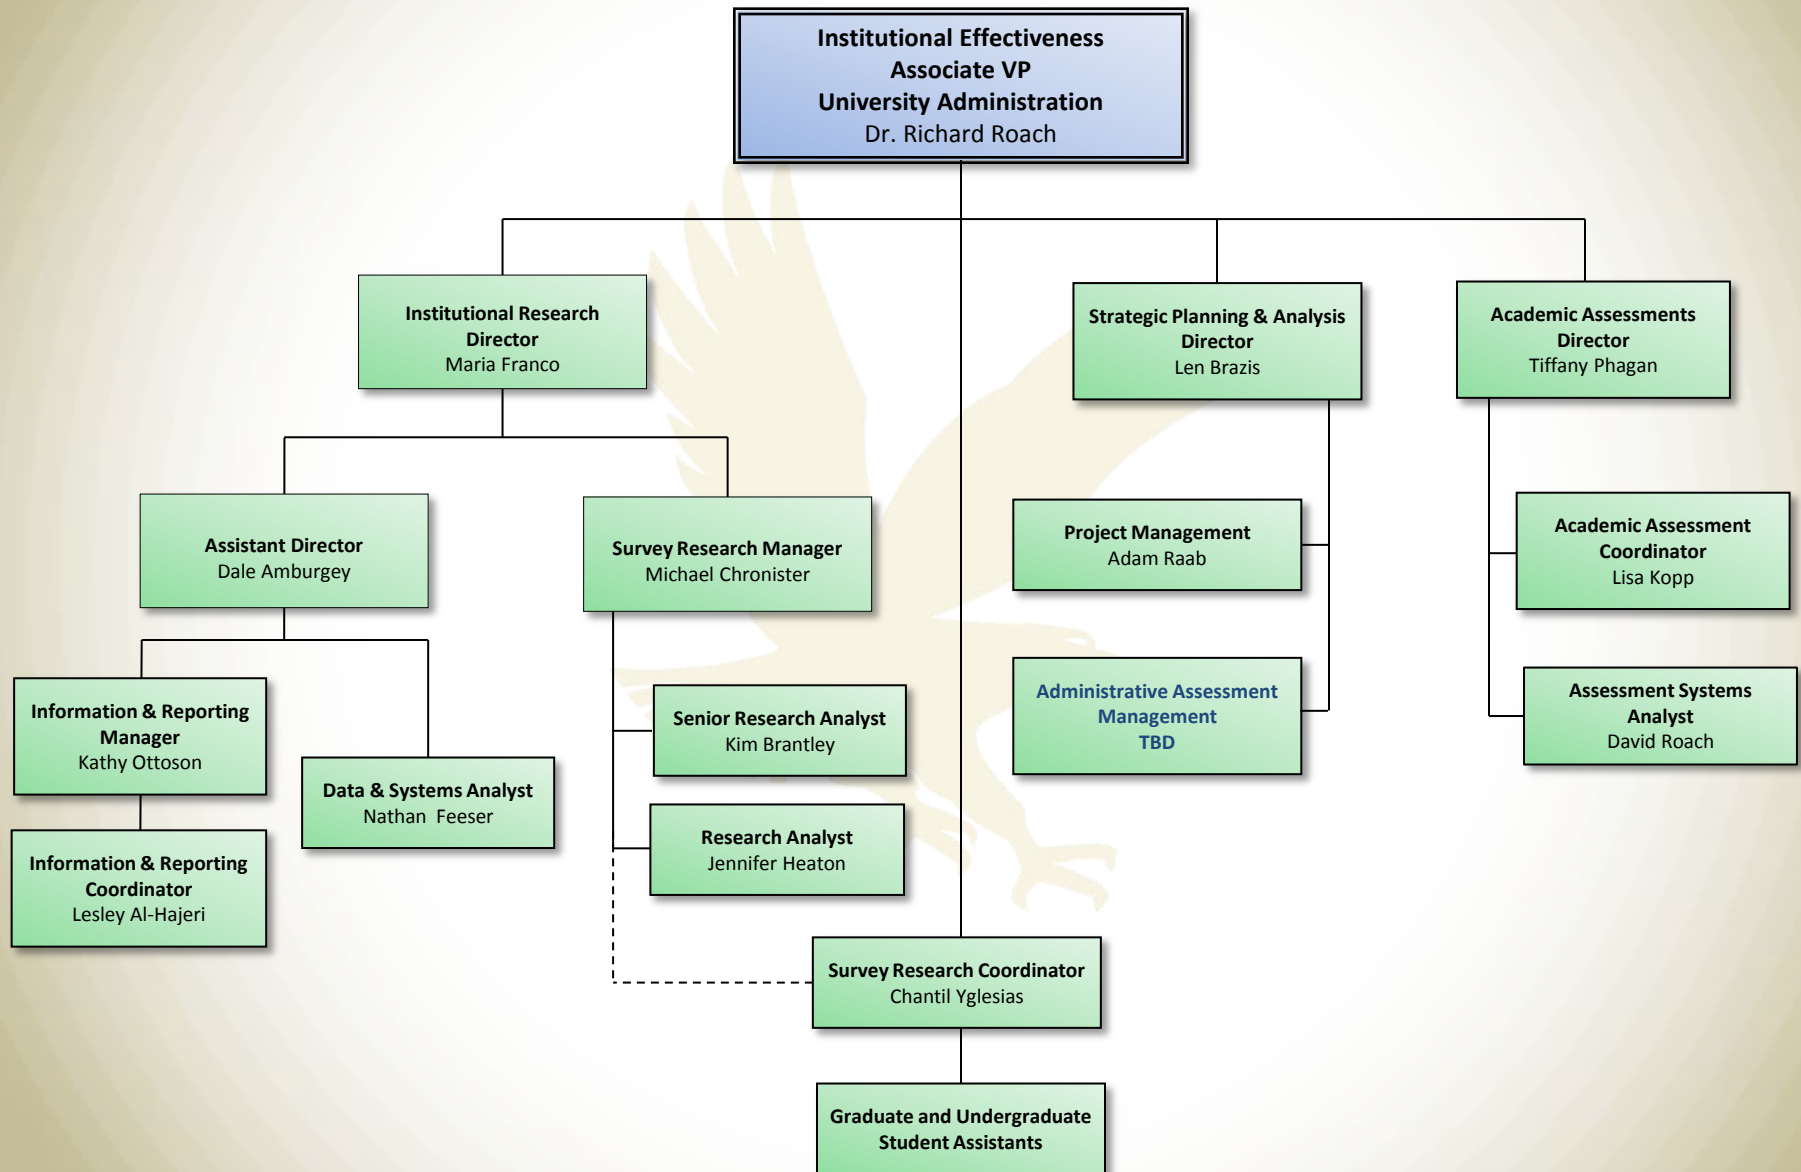 Institutional Effectiveness
Associate VP
University Administration
Dr. Richard Roach
Institutional Research
Director
Maria Franco
Strategic Planning & Analysis
Director
Len Brazis
Academic Assessments
Director
Tiffany Phagan
Assistant Director
Dale Amburgey
Survey Research Manager
Michael Chronister
Project Management
Adam Raab
Academic Assessment
Coordinator
Lisa Kopp
Information & Reporting
Manager
Kathy Ottoson
Data & Systems Analyst
Nathan  Feeser
Senior Research Analyst
Kim Brantley
Administrative Assessment
Management
TBD
Assessment Systems
Analyst
David Roach
Information & Reporting
Coordinator
Lesley Al-Hajeri
Research Analyst
Jennifer Heaton
Survey Research Coordinator
Chantil Yglesias
Graduate and Undergraduate
Student Assistants